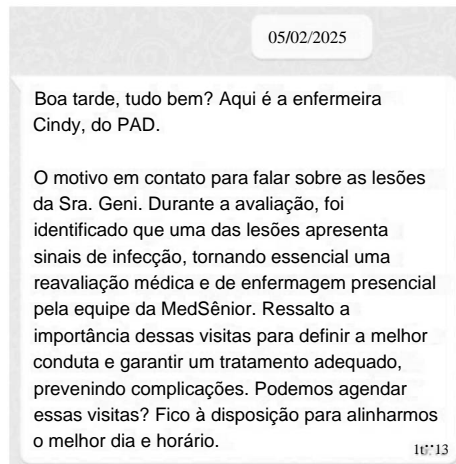 05/02/2025
Boa tarde, tudo bem? Aqui é a enfermeira
Cindy, do PAD.
O motivo em contato para falar sobre as lesões
da Sra. Geni. Durante a avaliação, foi
identificado que uma das lesões apresenta
sinais de infecção, tornando essencial uma
reavaliação médica e de enfermagem presencial
pela equipe da MedSênior. Ressalto a
importância dessas visitas para definir a melhor
conduta e garantir um tratamento adequado,
prevenindo complicações. Podemos agendar
essas visitas? Fico à disposição para alinharmos
o melhor dia e horário.